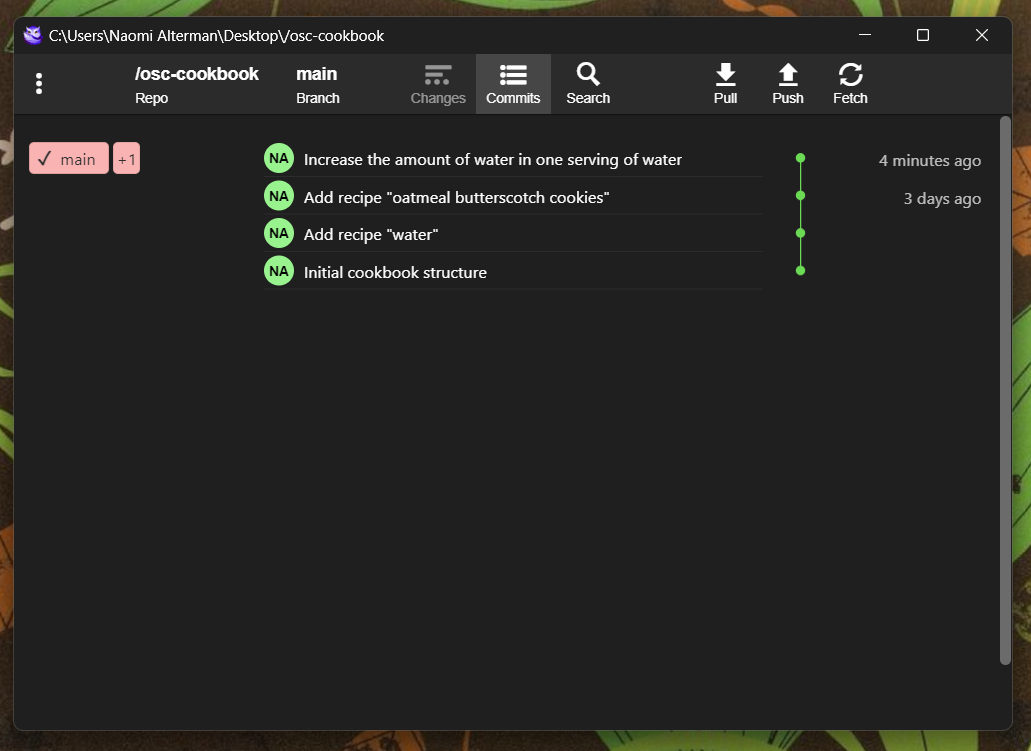 C:\Users\Naomi Alterman\Desktop\/osc-cookbook
/osc-cookbook
Repo
main
Branch
Changes
Commits
Search
Pull
Push
Fetch
✓ main +1
NA Increase the amount of water in one serving of water 4 minutes ago
NA Add recipe "oatmeal butterscotch cookies" 3 days ago
NA Add recipe "water"
NA Initial cookbook structure